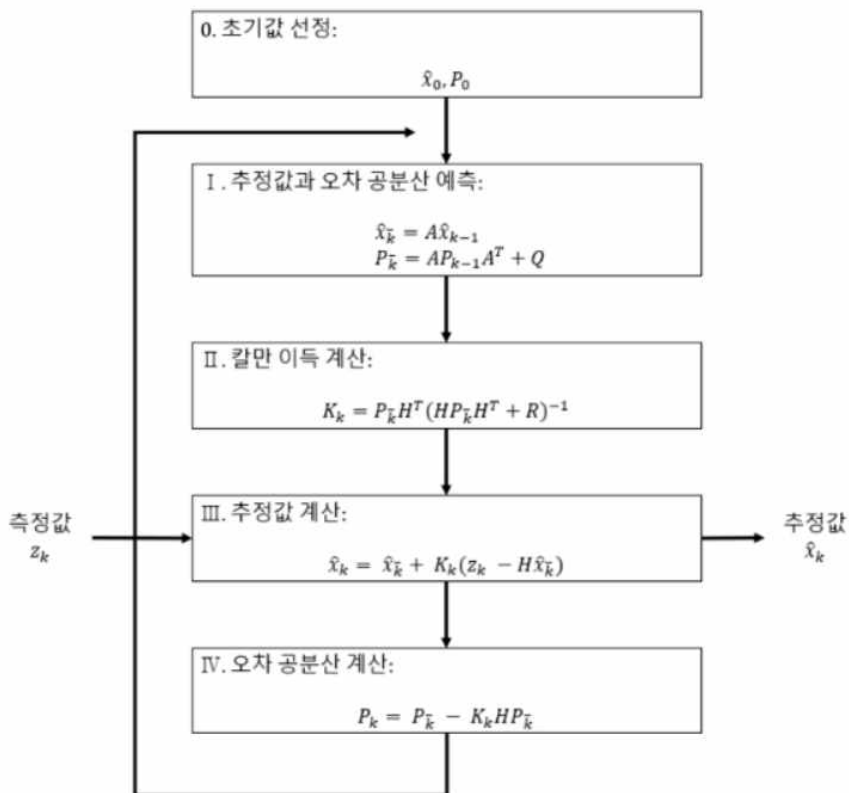 0. 초기값 선정:
x̂₀, P₀
Ⅰ. 추정값과 오차 공분산 예측:
x̂ₖ̄ = Ax̂ₖ₋₁
Pₖ̄ = APₖ₋₁Aᵀ + Q
Ⅱ. 칼만 이득 계산:
Kₖ = Pₖ̄Hᵀ(HPₖ̄Hᵀ + R)⁻¹
측정값
zₖ
Ⅲ. 추정값 계산:
x̂ₖ = x̂ₖ̄ + Kₖ(zₖ − Hx̂ₖ̄)
추정값
x̂ₖ
Ⅳ. 오차 공분산 계산:
Pₖ = Pₖ̄ − KₖHPₖ̄